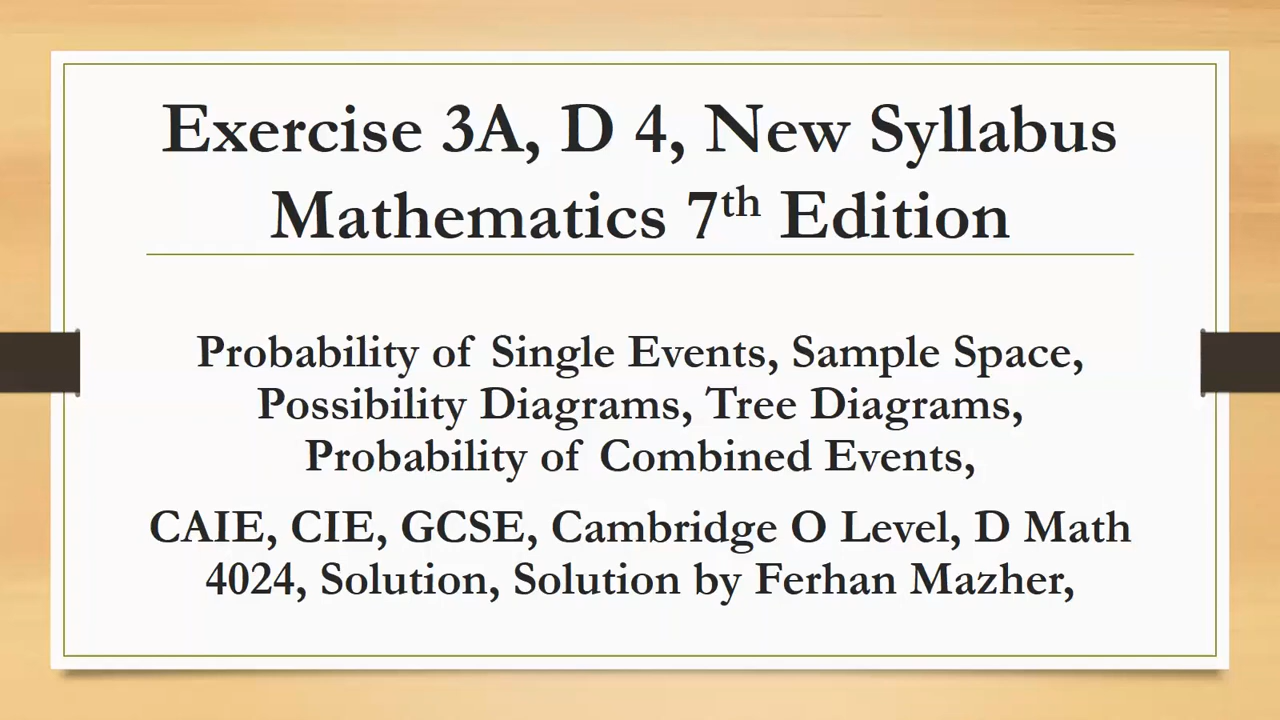 Exercise 3A, D 4, New Syllabus
Mathematics 7th Edition
Probability of Single Events, Sample Space,
Possibility Diagrams, Tree Diagrams,
Probability of Combined Events,
CAIE, CIE, GCSE, Cambridge O Level, D Math
4024, Solution, Solution by Ferhan Mazher,